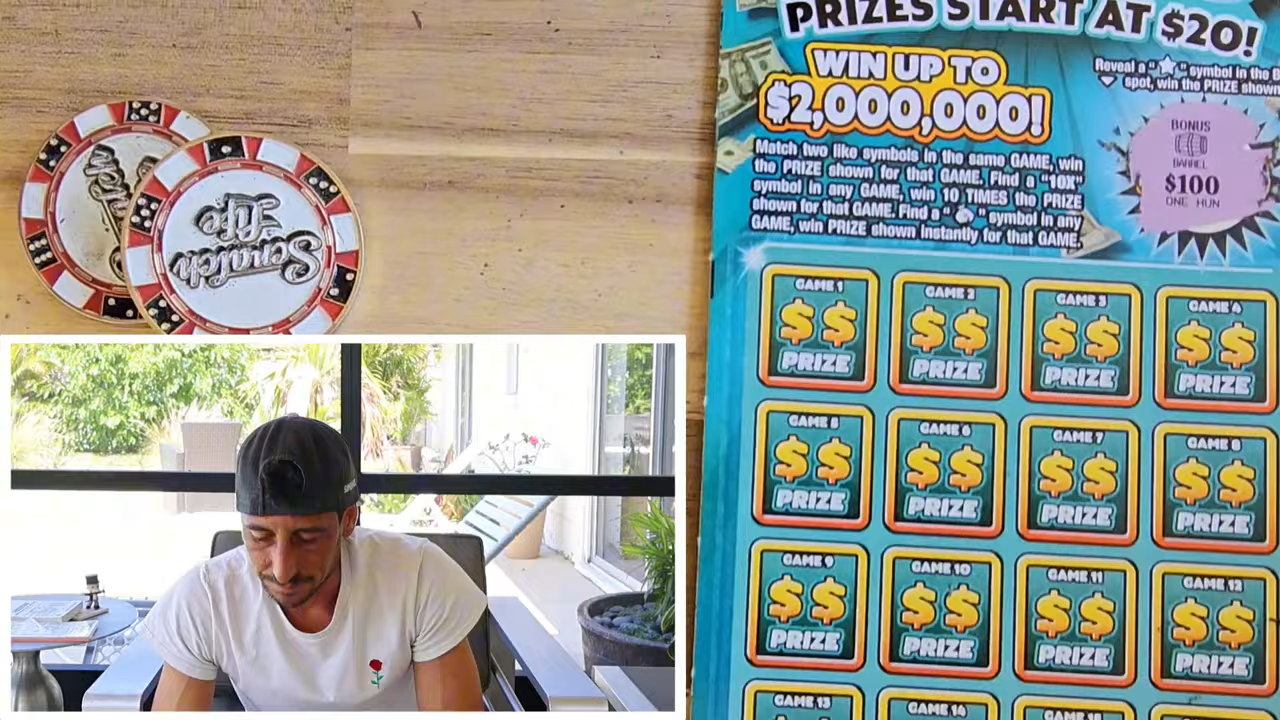 PRIZES START AT $20!
WIN UP TO
$2,000,000!
Match two like symbols in the same GAME, win
the PRIZE shown for that GAME. Find a "10X"
symbol in any GAME, win 10 TIMES the PRIZE
shown for that GAME. Find a " " symbol in any
GAME, win PRIZE shown instantly for that GAME.
Reveal a " " symbol in the
spot, win the PRIZE shown
BONUS
BARREL
$100
ONE HUN
Scratch
Life
GAME 1
$$
PRIZE
GAME 2
$$
PRIZE
GAME 3
$$
PRIZE
GAME 4
$$
PRIZE
GAME 5
$$
PRIZE
GAME 6
$$
PRIZE
GAME 7
$$
PRIZE
GAME 8
$$
PRIZE
GAME 9
$$
PRIZE
GAME 10
$$
PRIZE
GAME 11
$$
PRIZE
GAME 12
$$
PRIZE
GAME 13
GAME 14